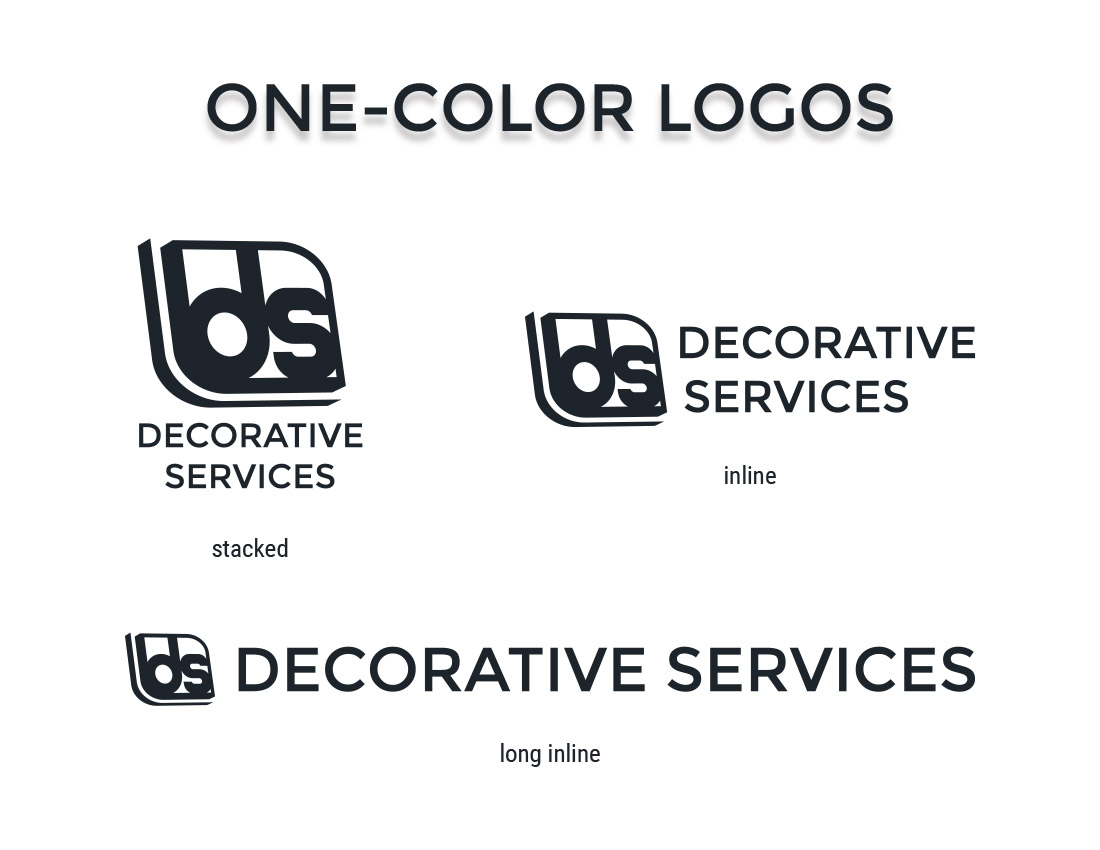 ONE-COLOR LOGOS
ds
DECORATIVE
SERVICES
stacked
ds
DECORATIVE
SERVICES
inline
ds DECORATIVE SERVICES
long inline